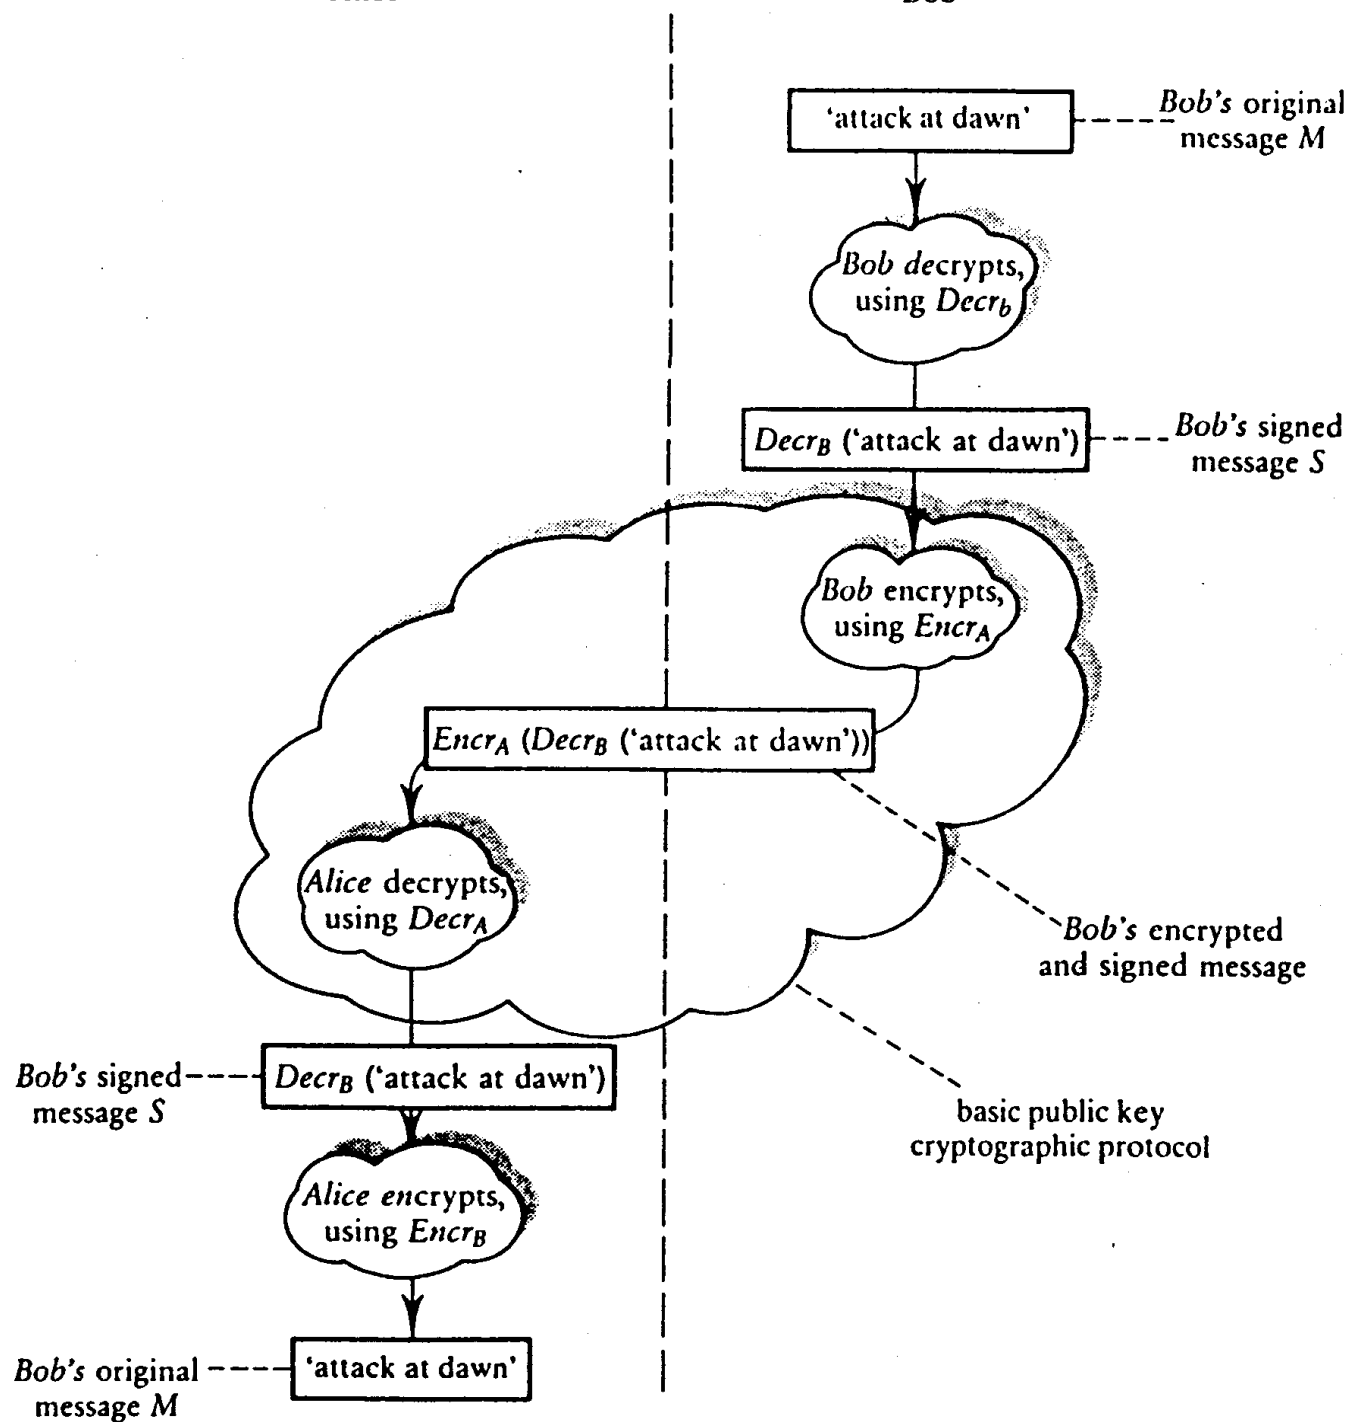 'attack at dawn'
Bob's original
message M
Bob decrypts,
using Decr_b
Decr_B ('attack at dawn')
Bob's signed
message S
Bob encrypts,
using Encr_A
Encr_A (Decr_B ('attack at dawn'))
Alice decrypts,
using Decr_A
Bob's encrypted
and signed message
Bob's signed
message S
Decr_B ('attack at dawn')
basic public key
cryptographic protocol
Alice encrypts,
using Encr_B
Bob's original
message M
'attack at dawn'